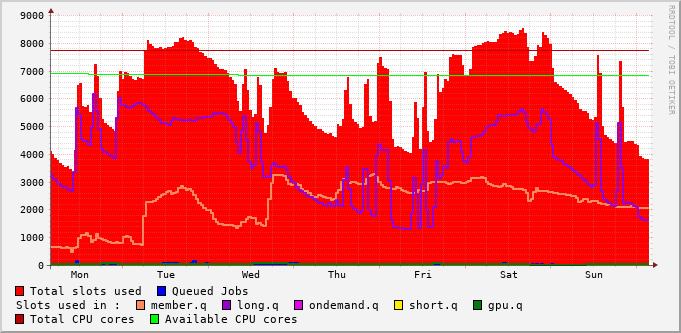 9000
8000
7000
6000
5000
4000
3000
2000
1000
0
Mon Tue Wed Thu Fri Sat Sun
RRDTOOL / TOBI OETIKER
Total slots used Queued Jobs
Slots used in : member.q long.q ondemand.q short.q gpu.q
Total CPU cores Available CPU cores